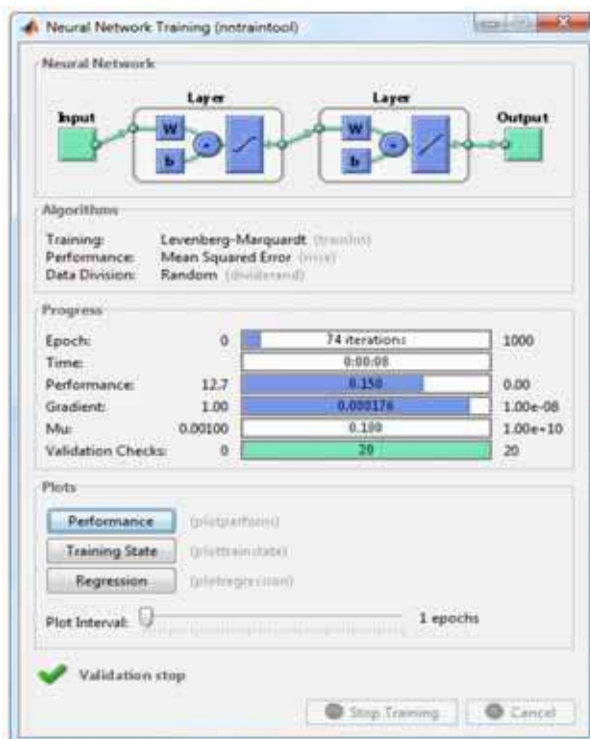 Neural Network Training (nntraintool)
Neural Network
Layer Layer
Input Output
W W
b b
Algorithms
Training: Levenberg-Marquardt (trainlm)
Performance: Mean Squared Error (mse)
Data Division: Random (dividerand)
Progress
Epoch: 0 74 iterations 1000
Time: 0:00:08
Performance: 12.7 0.150 0.00
Gradient: 1.00 0.000176 1.00e-08
Mu: 0.00100 0.100 1.00e+10
Validation Checks: 0 20 20
Plots
Performance (plotperform)
Training State (plottrainstate)
Regression (plotregression)
Plot Interval: 1 epochs
Validation stop
Stop Training Cancel